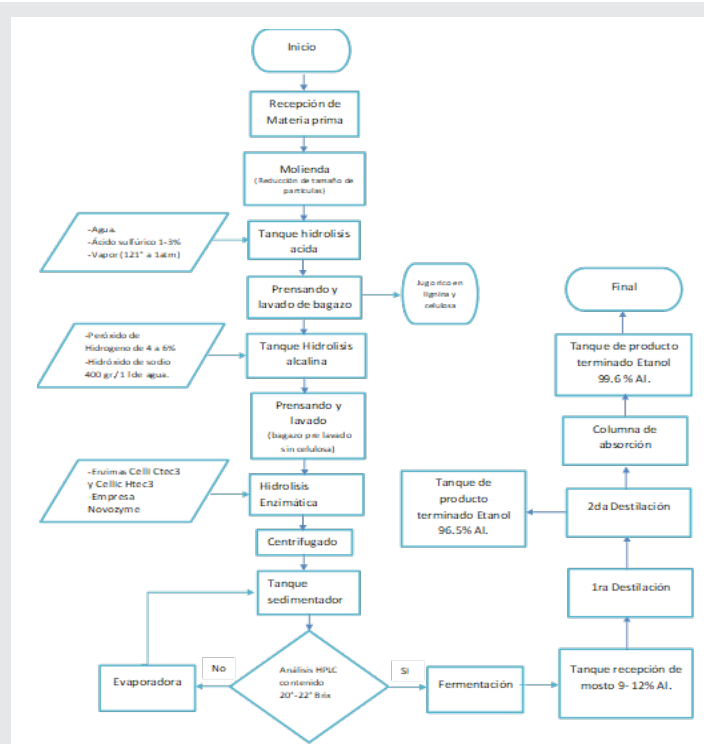 Inicio
Recepción de
Materia prima
Molienda
(Reducción de tamaño de
partículas)
-Agua.
-Ácido sulfúrico 1-3%
-Vapor (121° a 1atm)
Tanque hidrolisis
acida
Prensando y
lavado de bagazo
Jugo rico en
lignina y
celulosa
-Peróxido de
Hidrogeno de 4 a 6%
-Hidróxido de sodio
400 gr./1 l de agua.
Tanque Hidrolisis
alcalina
Prensando y
lavado
(bagazo pre lavado
sin celulosa)
-Enzimas Celli Ctec3
y Cellic Htec3
-Empresa
Novozyme
Hidrolisis
Enzimática
Centrifugado
Tanque
sedimentador
Análisis HPLC
contenido
20°-22° Brix
No
Evaporadora
Si
Fermentación
Tanque recepción de
mosto 9- 12% Al.
1ra Destilación
2da Destilación
Tanque de
producto
terminado Etanol
96.5% Al.
Columna de
absorción
Tanque de producto
terminado Etanol
99.6 % Al.
Final